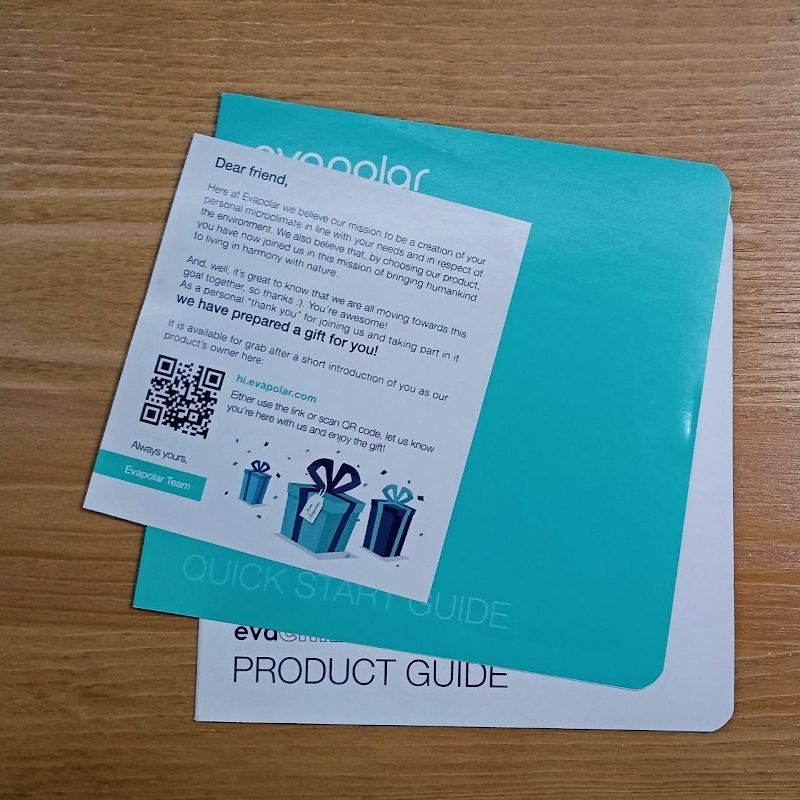 evapolar
Dear friend,
Here at Evapolar we believe our mission to be a creation of your
personal microclimate in line with your needs and in respect of
the environment. We also believe that, by choosing our product,
you have now joined us in this mission of bringing humankind
to living in harmony with nature.
And, well, it's great to know that we are all moving towards this
goal together, so thanks :). You're awesome!
As a personal "thank you" for joining us and taking part in it
we have prepared a gift for you!
It is available for grab after a short introduction of you as our
product's owner here:
hi.evapolar.com
Either use the link or scan QR code, let us know
you're here with us and enjoy the gift!
Always yours,
Evapolar Team
QUICK START GUIDE
PRODUCT GUIDE